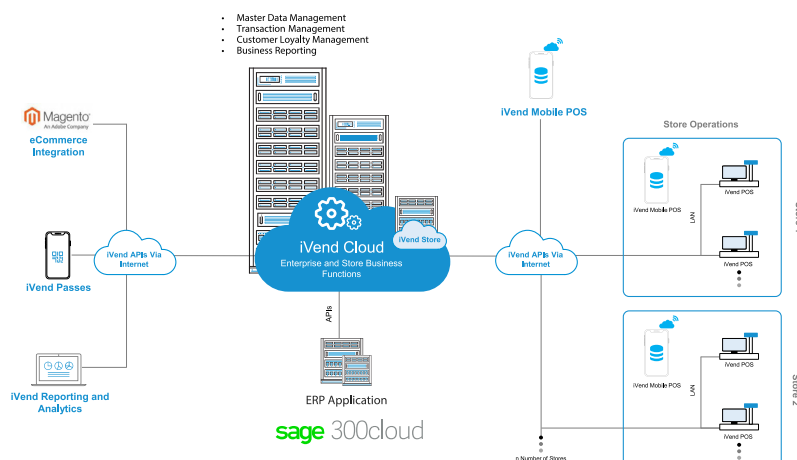 • Master Data Management
• Transaction Management
• Customer Loyalty Management
• Business Reporting
Magento
An Adobe Company
eCommerce
Integration
iVend Passes
iVend Reporting and
Analytics
iVend APIs Via
Internet
iVend Cloud
Enterprise and Store Business
Functions
iVend Store
APIs
ERP Application
sage 300cloud
iVend Mobile POS
iVend APIs Via
Internet
n Number of Stores
Store Operations
iVend Mobile POS
LAN
iVend POS
iVend POS
iVend Mobile POS
LAN
iVend POS
iVend POS
Store 2